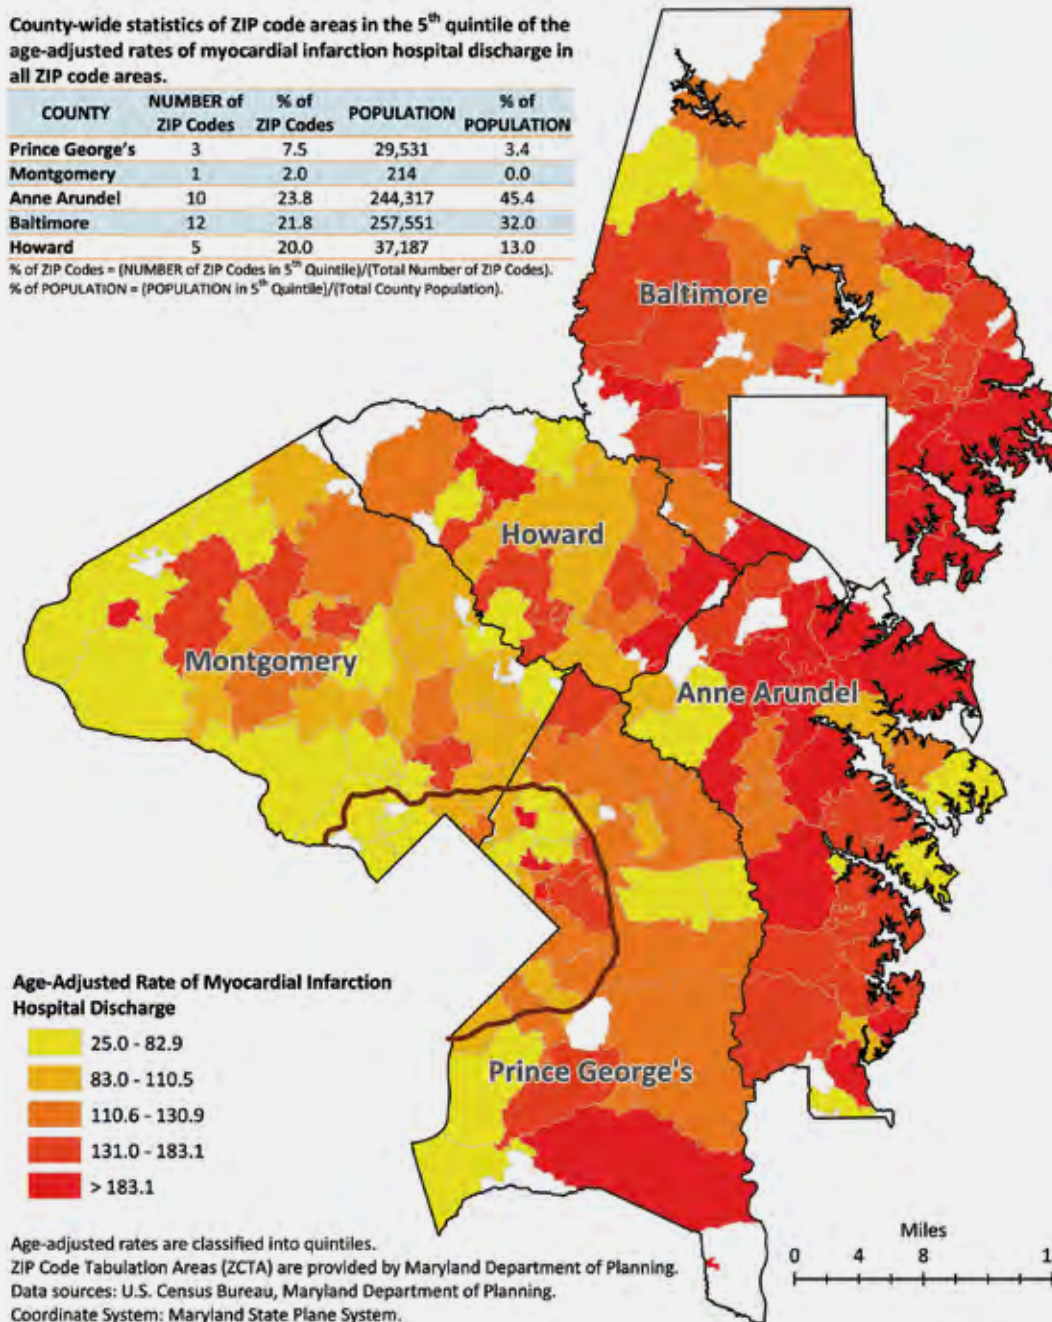 County-wide statistics of ZIP code areas in the 5th quintile of the
age-adjusted rates of myocardial infarction hospital discharge in
all ZIP code areas.
COUNTY NUMBER of ZIP Codes % of ZIP Codes POPULATION % of POPULATION
Prince George's 3 7.5 29,531 3.4
Montgomery 1 2.0 214 0.0
Anne Arundel 10 23.8 244,317 45.4
Baltimore 12 21.8 257,551 32.0
Howard 5 20.0 37,187 13.0
% of ZIP Codes = (NUMBER of ZIP Codes in 5th Quintile)/(Total Number of ZIP Codes).
% of POPULATION = (POPULATION in 5th Quintile)/(Total County Population).
Baltimore
Howard
Montgomery
Anne Arundel
Prince George's
Age-Adjusted Rate of Myocardial Infarction
Hospital Discharge
25.0 - 82.9
83.0 - 110.5
110.6 - 130.9
131.0 - 183.1
> 183.1
Miles
0 4 8 1
Age-adjusted rates are classified into quintiles.
ZIP Code Tabulation Areas (ZCTA) are provided by Maryland Department of Planning.
Data sources: U.S. Census Bureau, Maryland Department of Planning.
Coordinate System: Maryland State Plane System.